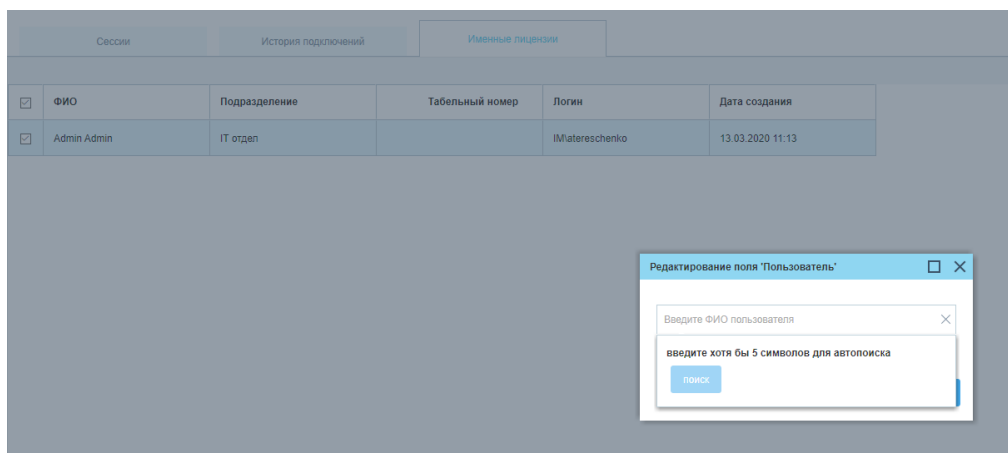 Сессии История подключений Именные лицензии
ФИО Подразделение Табельный номер Логин Дата создания
Admin Admin IT отдел IM\atereschenko 13.03.2020 11:13
Редактирование поля 'Пользователь'
Введите ФИО пользователя
введите хотя бы 5 символов для автопоиска
поиск